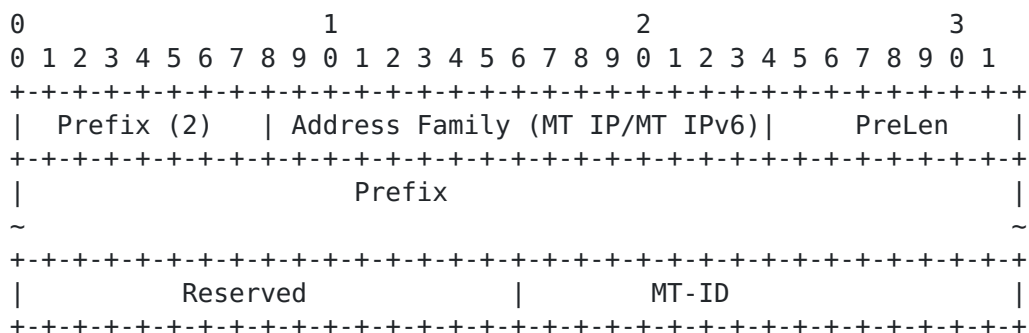 0                   1                   2                   3
0 1 2 3 4 5 6 7 8 9 0 1 2 3 4 5 6 7 8 9 0 1 2 3 4 5 6 7 8 9 0 1
+-+-+-+-+-+-+-+-+-+-+-+-+-+-+-+-+-+-+-+-+-+-+-+-+-+-+-+-+-+-+-+-+
|  Prefix (2)   | Address Family (MT IP/MT IPv6)|     PreLen    |
+-+-+-+-+-+-+-+-+-+-+-+-+-+-+-+-+-+-+-+-+-+-+-+-+-+-+-+-+-+-+-+-+
|                     Prefix                                    |
~                                                               ~
+-+-+-+-+-+-+-+-+-+-+-+-+-+-+-+-+-+-+-+-+-+-+-+-+-+-+-+-+-+-+-+-+
|          Reserved             |        MT-ID                  |
+-+-+-+-+-+-+-+-+-+-+-+-+-+-+-+-+-+-+-+-+-+-+-+-+-+-+-+-+-+-+-+-+